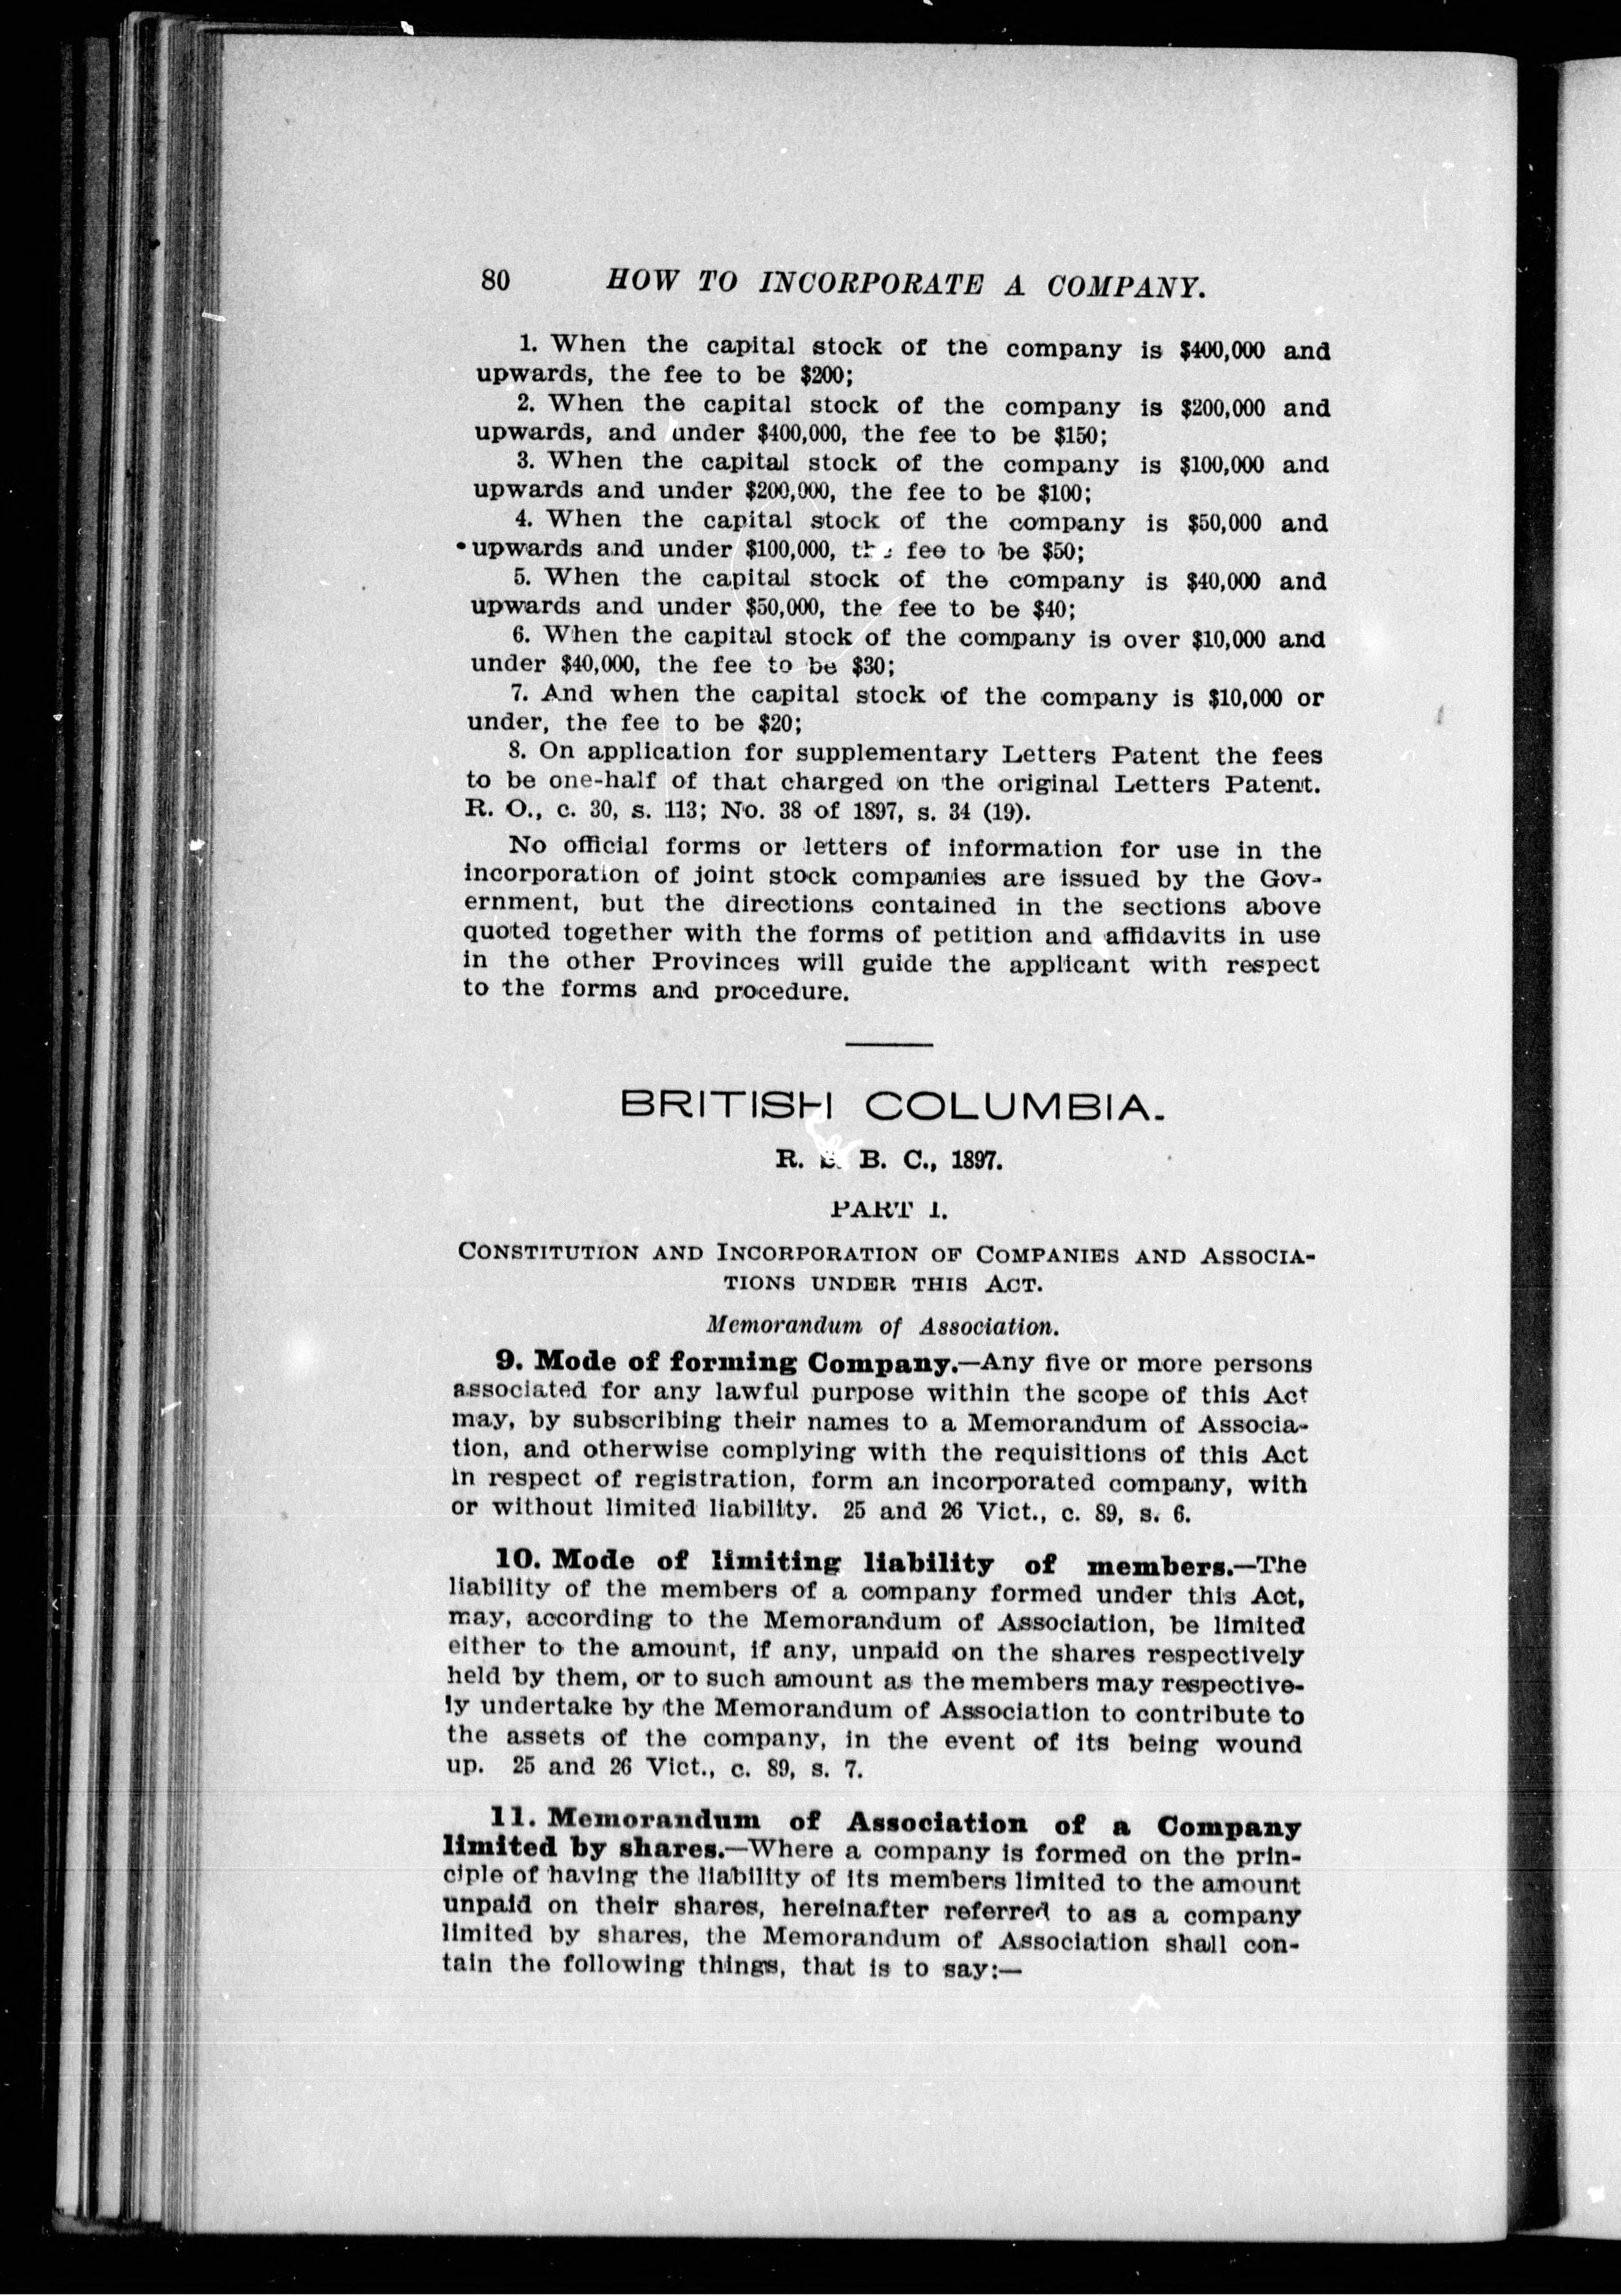 80 HOW TO INCORPORATE A COMPANY.
1. When the capital stock of the company is $400,000 and
upwards, the fee to be $200;
2. When the capital stock of the company is $200,000 and
upwards, and under $400,000, the fee to be $150;
3. When the capital stock of the company is $100,000 and
upwards and under $200,000, the fee to be $100;
4. When the capital stock of the company is $50,000 and
upwards and under $100,000, the fee to be $50;
5. When the capital stock of the company is $40,000 and
upwards and under $50,000, the fee to be $40;
6. When the capital stock of the company is over $10,000 and
under $40,000, the fee to be $30;
7. And when the capital stock of the company is $10,000 or
under, the fee to be $20;
8. On application for supplementary Letters Patent the fees
to be one-half of that charged on the original Letters Patent.
R. O., c. 30, s. 113; No. 38 of 1897, s. 34 (19).
No official forms or letters of information for use in the
incorporation of joint stock companies are issued by the Gov-
ernment, but the directions contained in the sections above
quoted together with the forms of petition and affidavits in use
in the other Provinces will guide the applicant with respect
to the forms and procedure.
BRITISH COLUMBIA.
R. S. B. C., 1897.
PART I.
CONSTITUTION AND INCORPORATION OF COMPANIES AND ASSOCIA-
TIONS UNDER THIS ACT.
Memorandum of Association.
9. Mode of forming Company.—Any five or more persons
associated for any lawful purpose within the scope of this Act
may, by subscribing their names to a Memorandum of Associa-
tion, and otherwise complying with the requisitions of this Act
in respect of registration, form an incorporated company, with
or without limited liability. 25 and 26 Vict., c. 89, s. 6.
10. Mode of limiting liability of members.—The
liability of the members of a company formed under this Act,
may, according to the Memorandum of Association, be limited
either to the amount, if any, unpaid on the shares respectively
held by them, or to such amount as the members may respective-
ly undertake by the Memorandum of Association to contribute to
the assets of the company, in the event of its being wound
up. 25 and 26 Vict., c. 89, s. 7.
11. Memorandum of Association of a Company
limited by shares.—Where a company is formed on the prin-
ciple of having the liability of its members limited to the amount
unpaid on their shares, hereinafter referred to as a company
limited by shares, the Memorandum of Association shall con-
tain the following things, that is to say:—